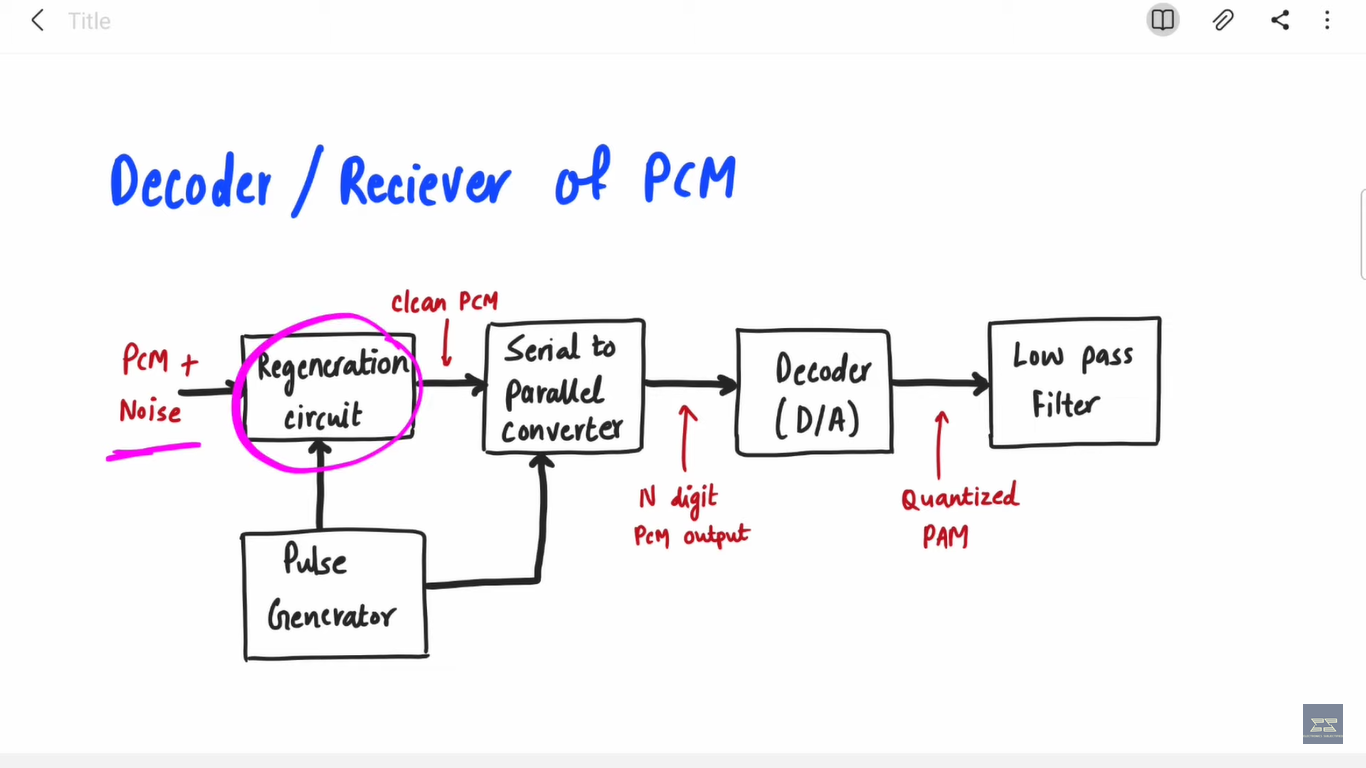 Title
Decoder / Reciever of PCM
clean PCM
PCM +
Noise
Regeneration
circuit
Serial to
Parallel
converter
Decoder
(D/A)
Low pass
Filter
N digit
PCM output
Quantized
PAM
Pulse
Generator